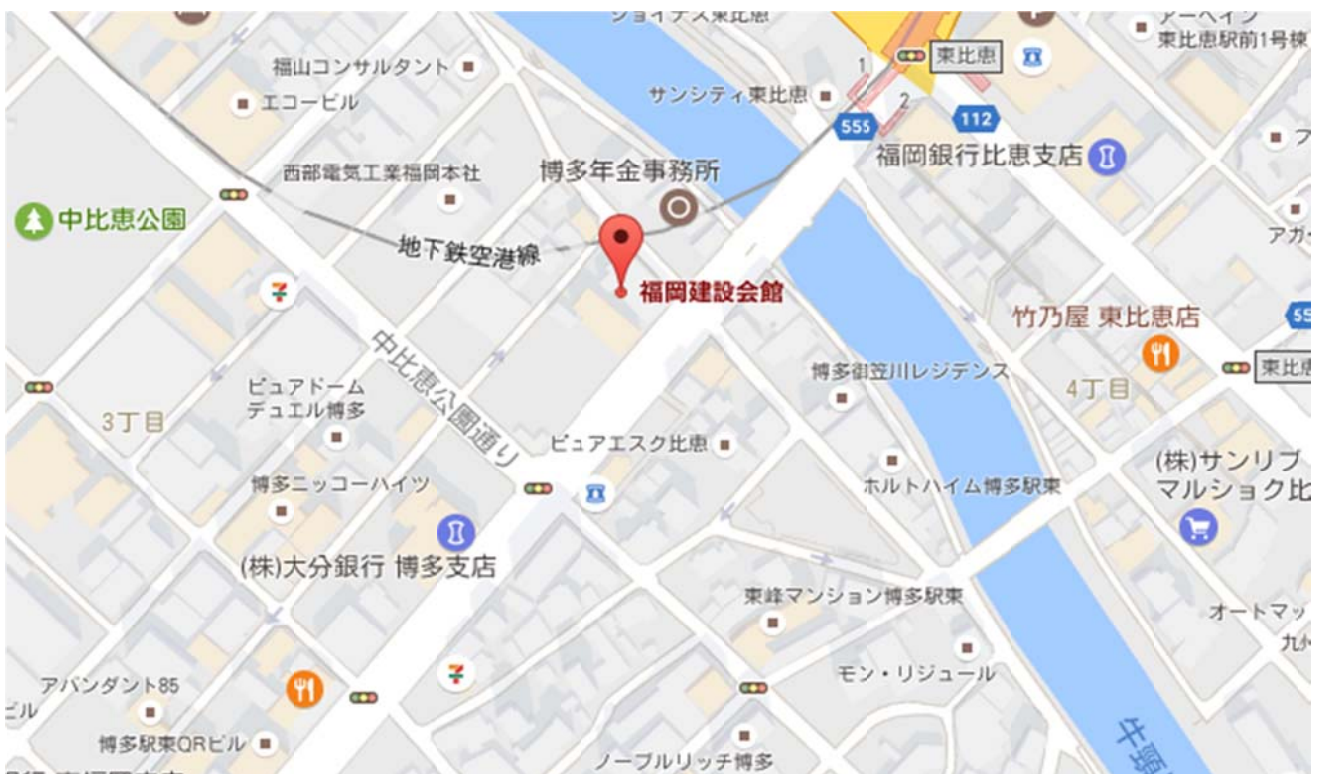 ジョイナス東比恵
東比恵駅前1号棟
東比恵
福山コンサルタント
エコービル
サンシティ東比恵
1
2
555
112
福岡銀行比恵支店
西部電気工業福岡本社
博多年金事務所
中比恵公園
地下鉄空港線
福岡建設会館
竹乃屋 東比恵店
中比恵公園通り
博多御笠川レジデンス
4丁目
ピュアドーム
デュエル博多
3丁目
ピュアエスク比恵
(株)サンリブ
マルショク比
ホルトハイム博多駅東
博多ニッコーハイツ
(株)大分銀行 博多支店
東峰マンション博多駅東
オートマッ
九州
モン・リジュール
アバンダント85
ビル
博多駅東QRビル
ノーブルリッチ博多